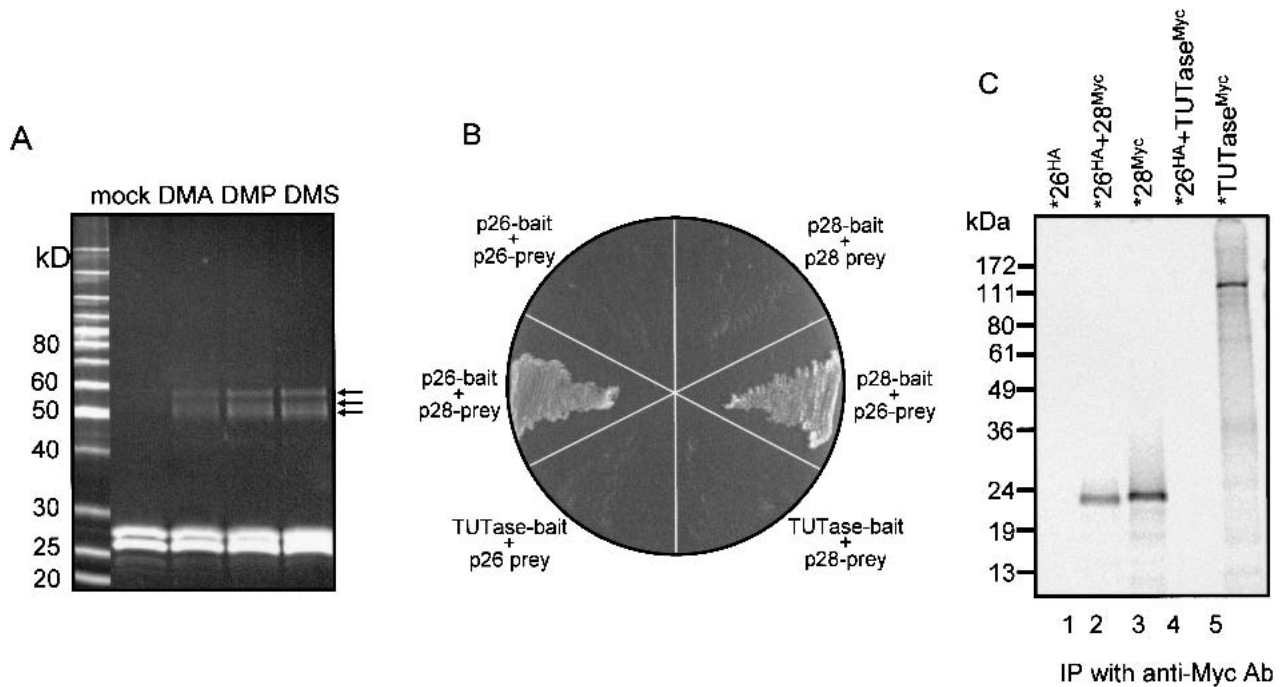 A
mock DMA DMP DMS
kD
80
60
50
40
30
25
20
B
p26-bait
+
p26-prey
p28-bait
+
p28 prey
p26-bait
+
p28-prey
p28-bait
+
p26-prey
TUTase-bait
+
p26 prey
TUTase-bait
+
p28-prey
C
*26HA
*26HA+28Myc
*28Myc
*26HA+TUTaseMyc
*TUTaseMyc
kDa
172
111
80
61
49
36
24
19
13
1 2 3 4 5
IP with anti-Myc Ab